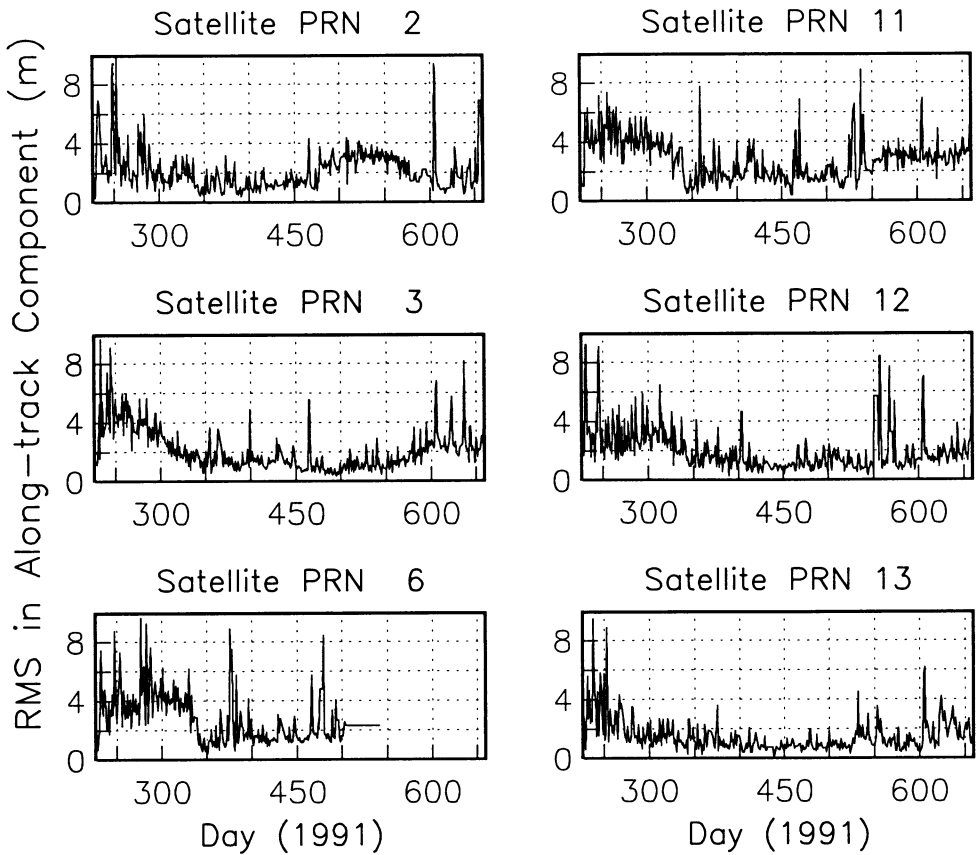 RMS in Along-track Component (m)
Satellite PRN 2
8
4
0
300 450 600
Satellite PRN 11
8
4
0
300 450 600
Satellite PRN 3
8
4
0
300 450 600
Satellite PRN 12
8
4
0
300 450 600
Satellite PRN 6
8
4
0
300 450 600
Day (1991)
Satellite PRN 13
8
4
0
300 450 600
Day (1991)